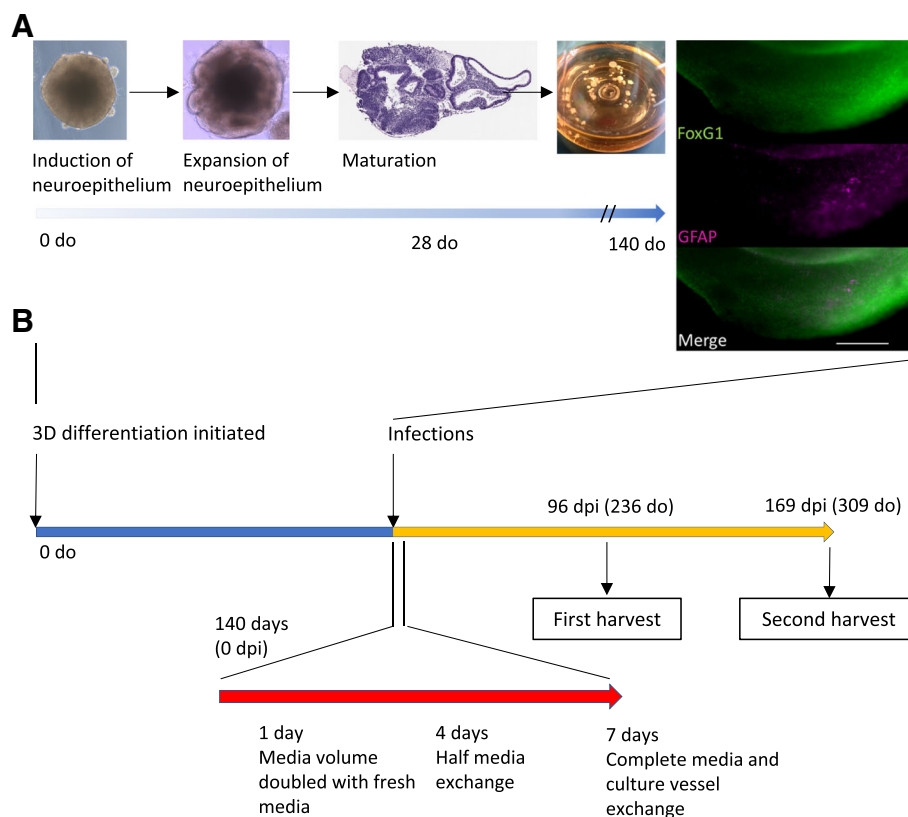 A
Induction of
neuroepithelium
Expansion of
neuroepithelium
Maturation
FoxG1
GFAP
Merge
0 do
28 do
//
140 do
B
3D differentiation initiated
Infections
96 dpi (236 do)
169 dpi (309 do)
0 do
First harvest
Second harvest
140 days
(0 dpi)
1 day
Media volume
doubled with fresh
media
4 days
Half media
exchange
7 days
Complete media and
culture vessel
exchange